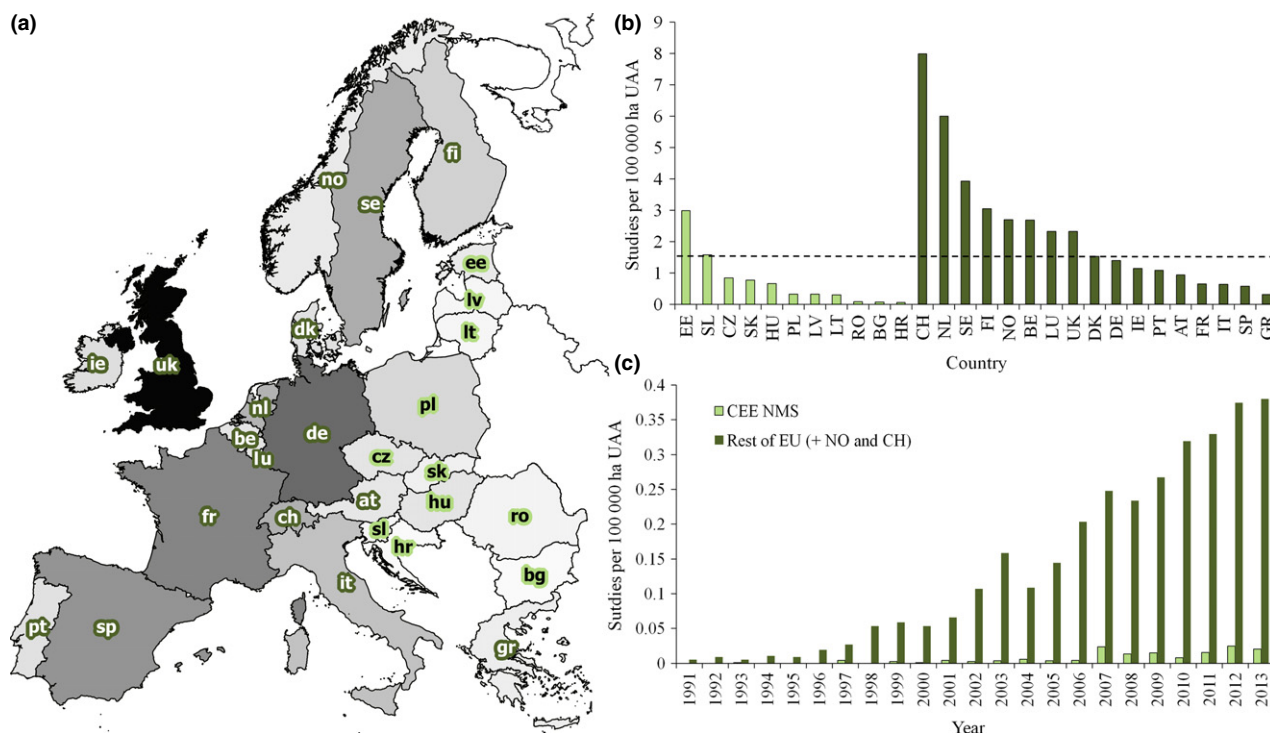 (a)
no
fi
se
ee
lv
lt
dk
ie
uk
nl
be
lu
de
pl
cz
sk
at
hu
fr
ch
sl
hr
ro
bg
it
pt
sp
gr
(b)
Studies per 100 000 ha UAA
9
8
7
6
5
4
3
2
1
0
EE SL CZ SK HU PL LV LT RO BG HR CH NL SE FI NO BE LU UK DK DE IE PT AT FR IT SP GR
Country
(c)
Sutdies per 100 000 ha UAA
0.4
0.35
0.3
0.25
0.2
0.15
0.1
0.05
0
CEE NMS
Rest of EU (+ NO and CH)
1991 1992 1993 1994 1995 1996 1997 1998 1999 2000 2001 2002 2003 2004 2005 2006 2007 2008 2009 2010 2011 2012 2013
Year